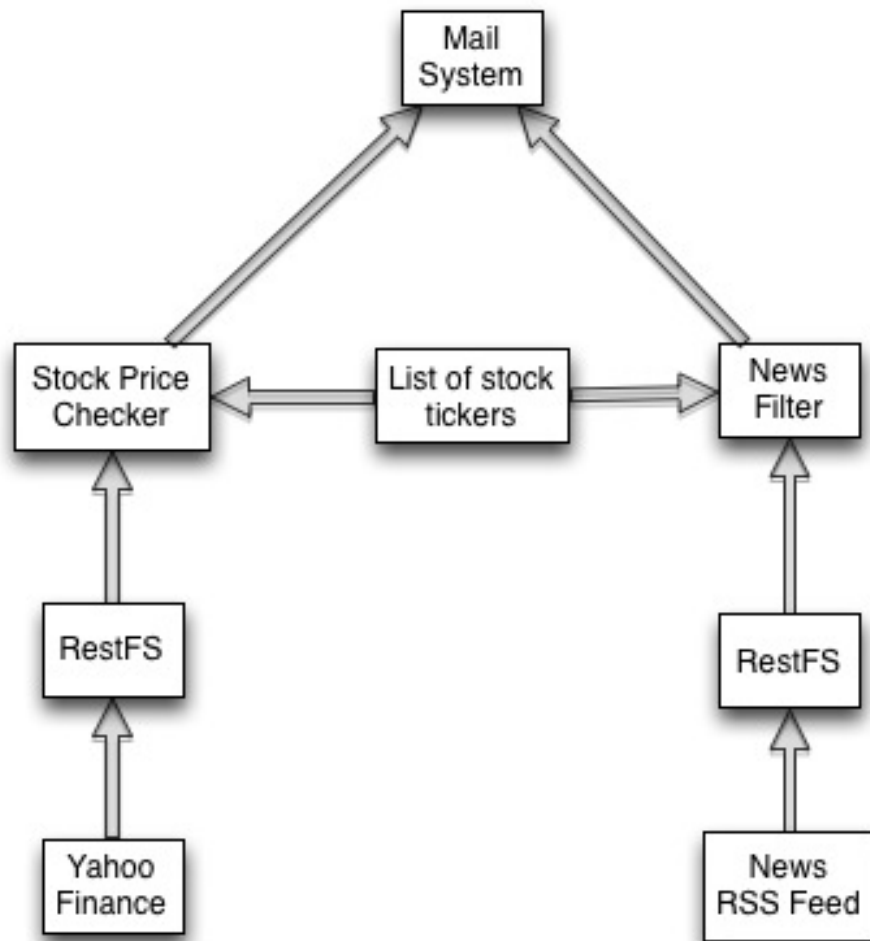 Mail
System
Stock Price
Checker
List of stock
tickers
News
Filter
RestFS
RestFS
Yahoo
Finance
News
RSS Feed